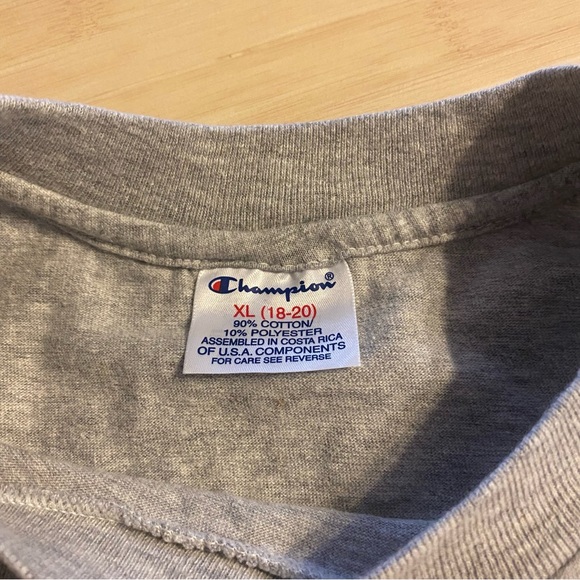 Champion®
XL (18-20)
90% COTTON/
10% POLYESTER
ASSEMBLED IN COSTA RICA
OF U.S.A. COMPONENTS
FOR CARE SEE REVERSE